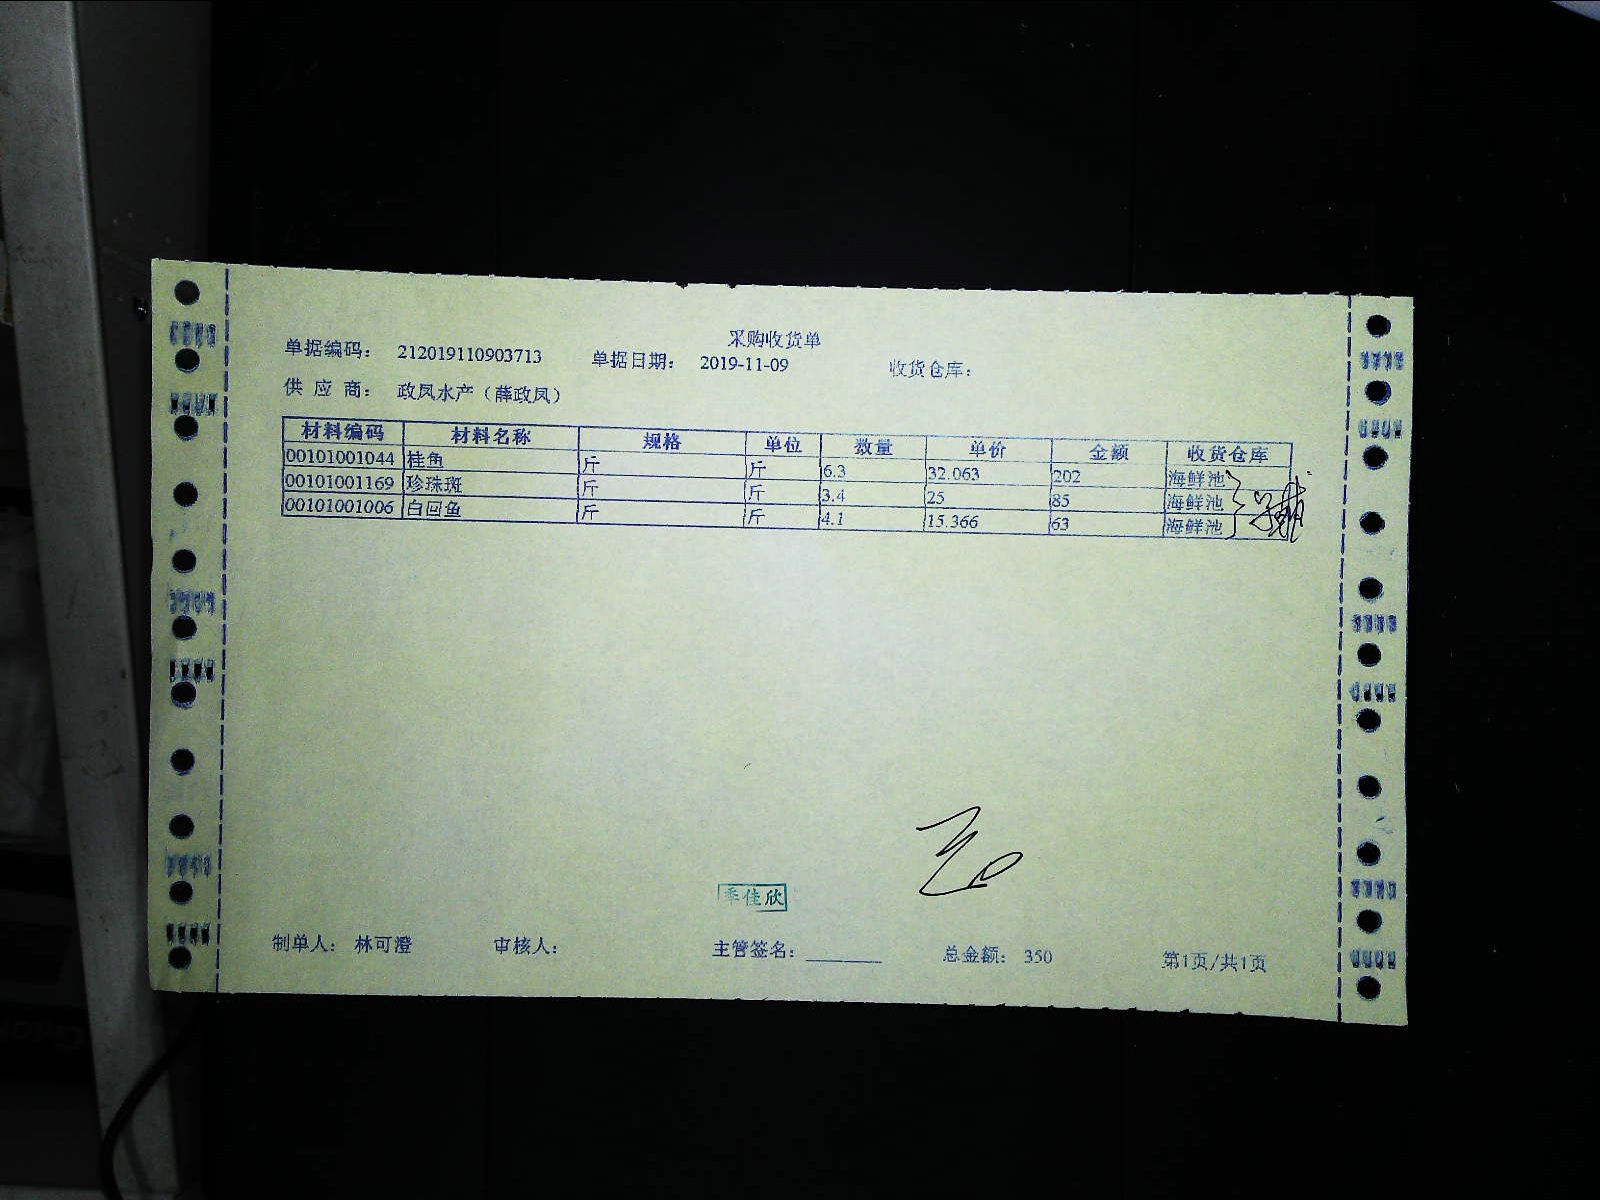 采购收货单
单据编码： 212019110903713 单据日期： 2019-11-09 收货仓库：
供 应 商： 政凤水产（薛政凤）
材料编码 材料名称 规格 单位 数量 单价 金额 收货仓库
00101001044 桂鱼 斤 斤 6.3 32.063 202 海鲜池
00101001169 珍珠斑 斤 斤 3.4 25 85 海鲜池
00101001006 白回鱼 斤 斤 4.1 15.366 63 海鲜池
季佳欣
制单人： 林可澄 审核人： 主管签名：________ 总金额： 350 第1页/共1页